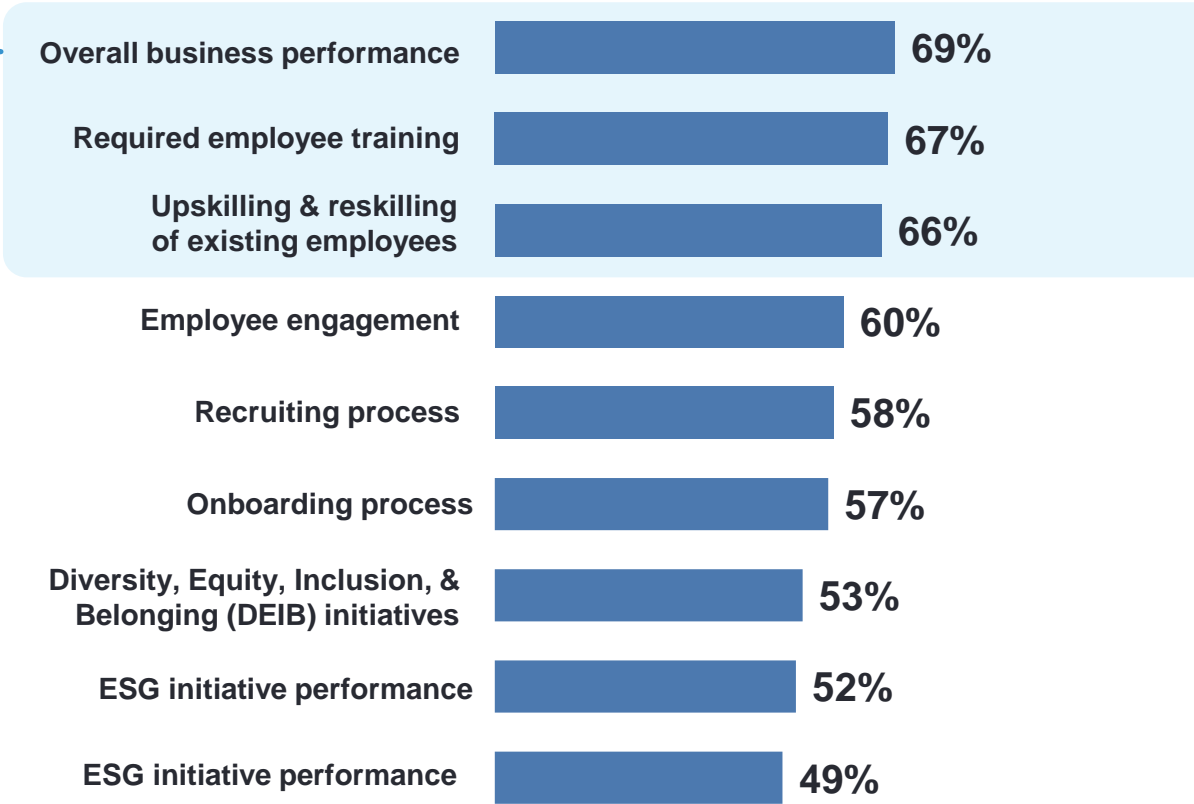 Overall business performance 69%
Required employee training 67%
Upskilling & reskilling
of existing employees 66%
Employee engagement 60%
Recruiting process 58%
Onboarding process 57%
Diversity, Equity, Inclusion, &
Belonging (DEIB) initiatives 53%
ESG initiative performance 52%
ESG initiative performance 49%